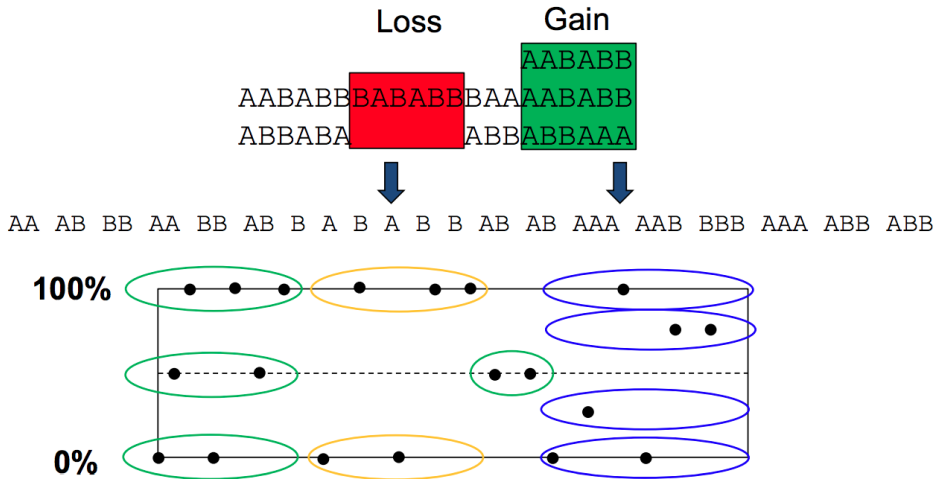 Loss Gain
AABABB
AABABBBABABBBAAAABABB
ABBABA ABBABBAAA
AA AB BB AA BB AB B A B A B B AB AB AAA AAB BBB AAA ABB ABB
100%
0%